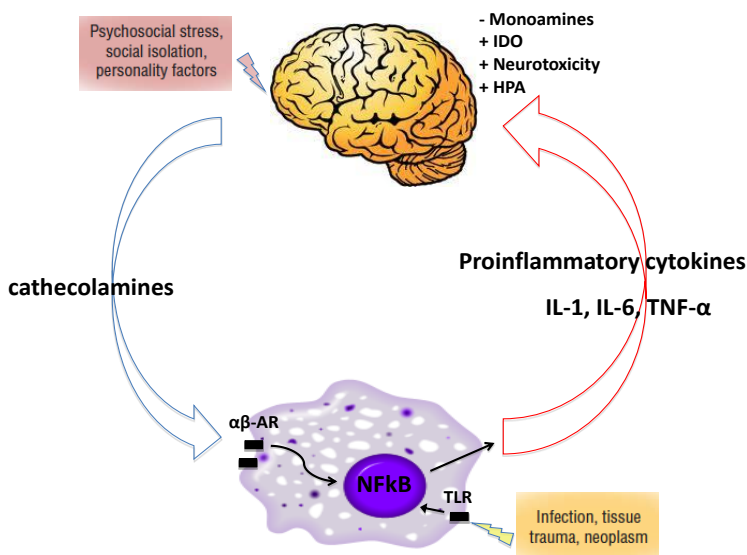 Psychosocial stress,
social isolation,
personality factors
- Monoamines
+ IDO
+ Neurotoxicity
+ HPA
cathecolamines
Proinflammatory cytokines
IL-1, IL-6, TNF-α
αβ-AR
NFkB
TLR
Infection, tissue
trauma, neoplasm